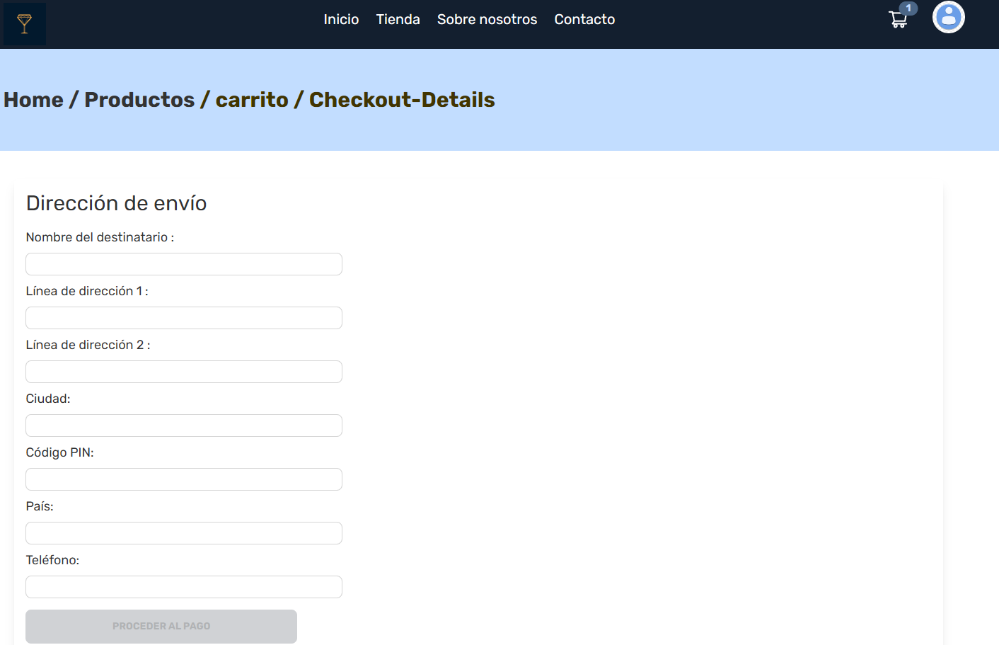 Inicio Tienda Sobre nosotros Contacto 1
Home / Productos / carrito / Checkout-Details
Dirección de envío
Nombre del destinatario :
Línea de dirección 1 :
Línea de dirección 2 :
Ciudad:
Código PIN:
País:
Teléfono:
PROCEDER AL PAGO